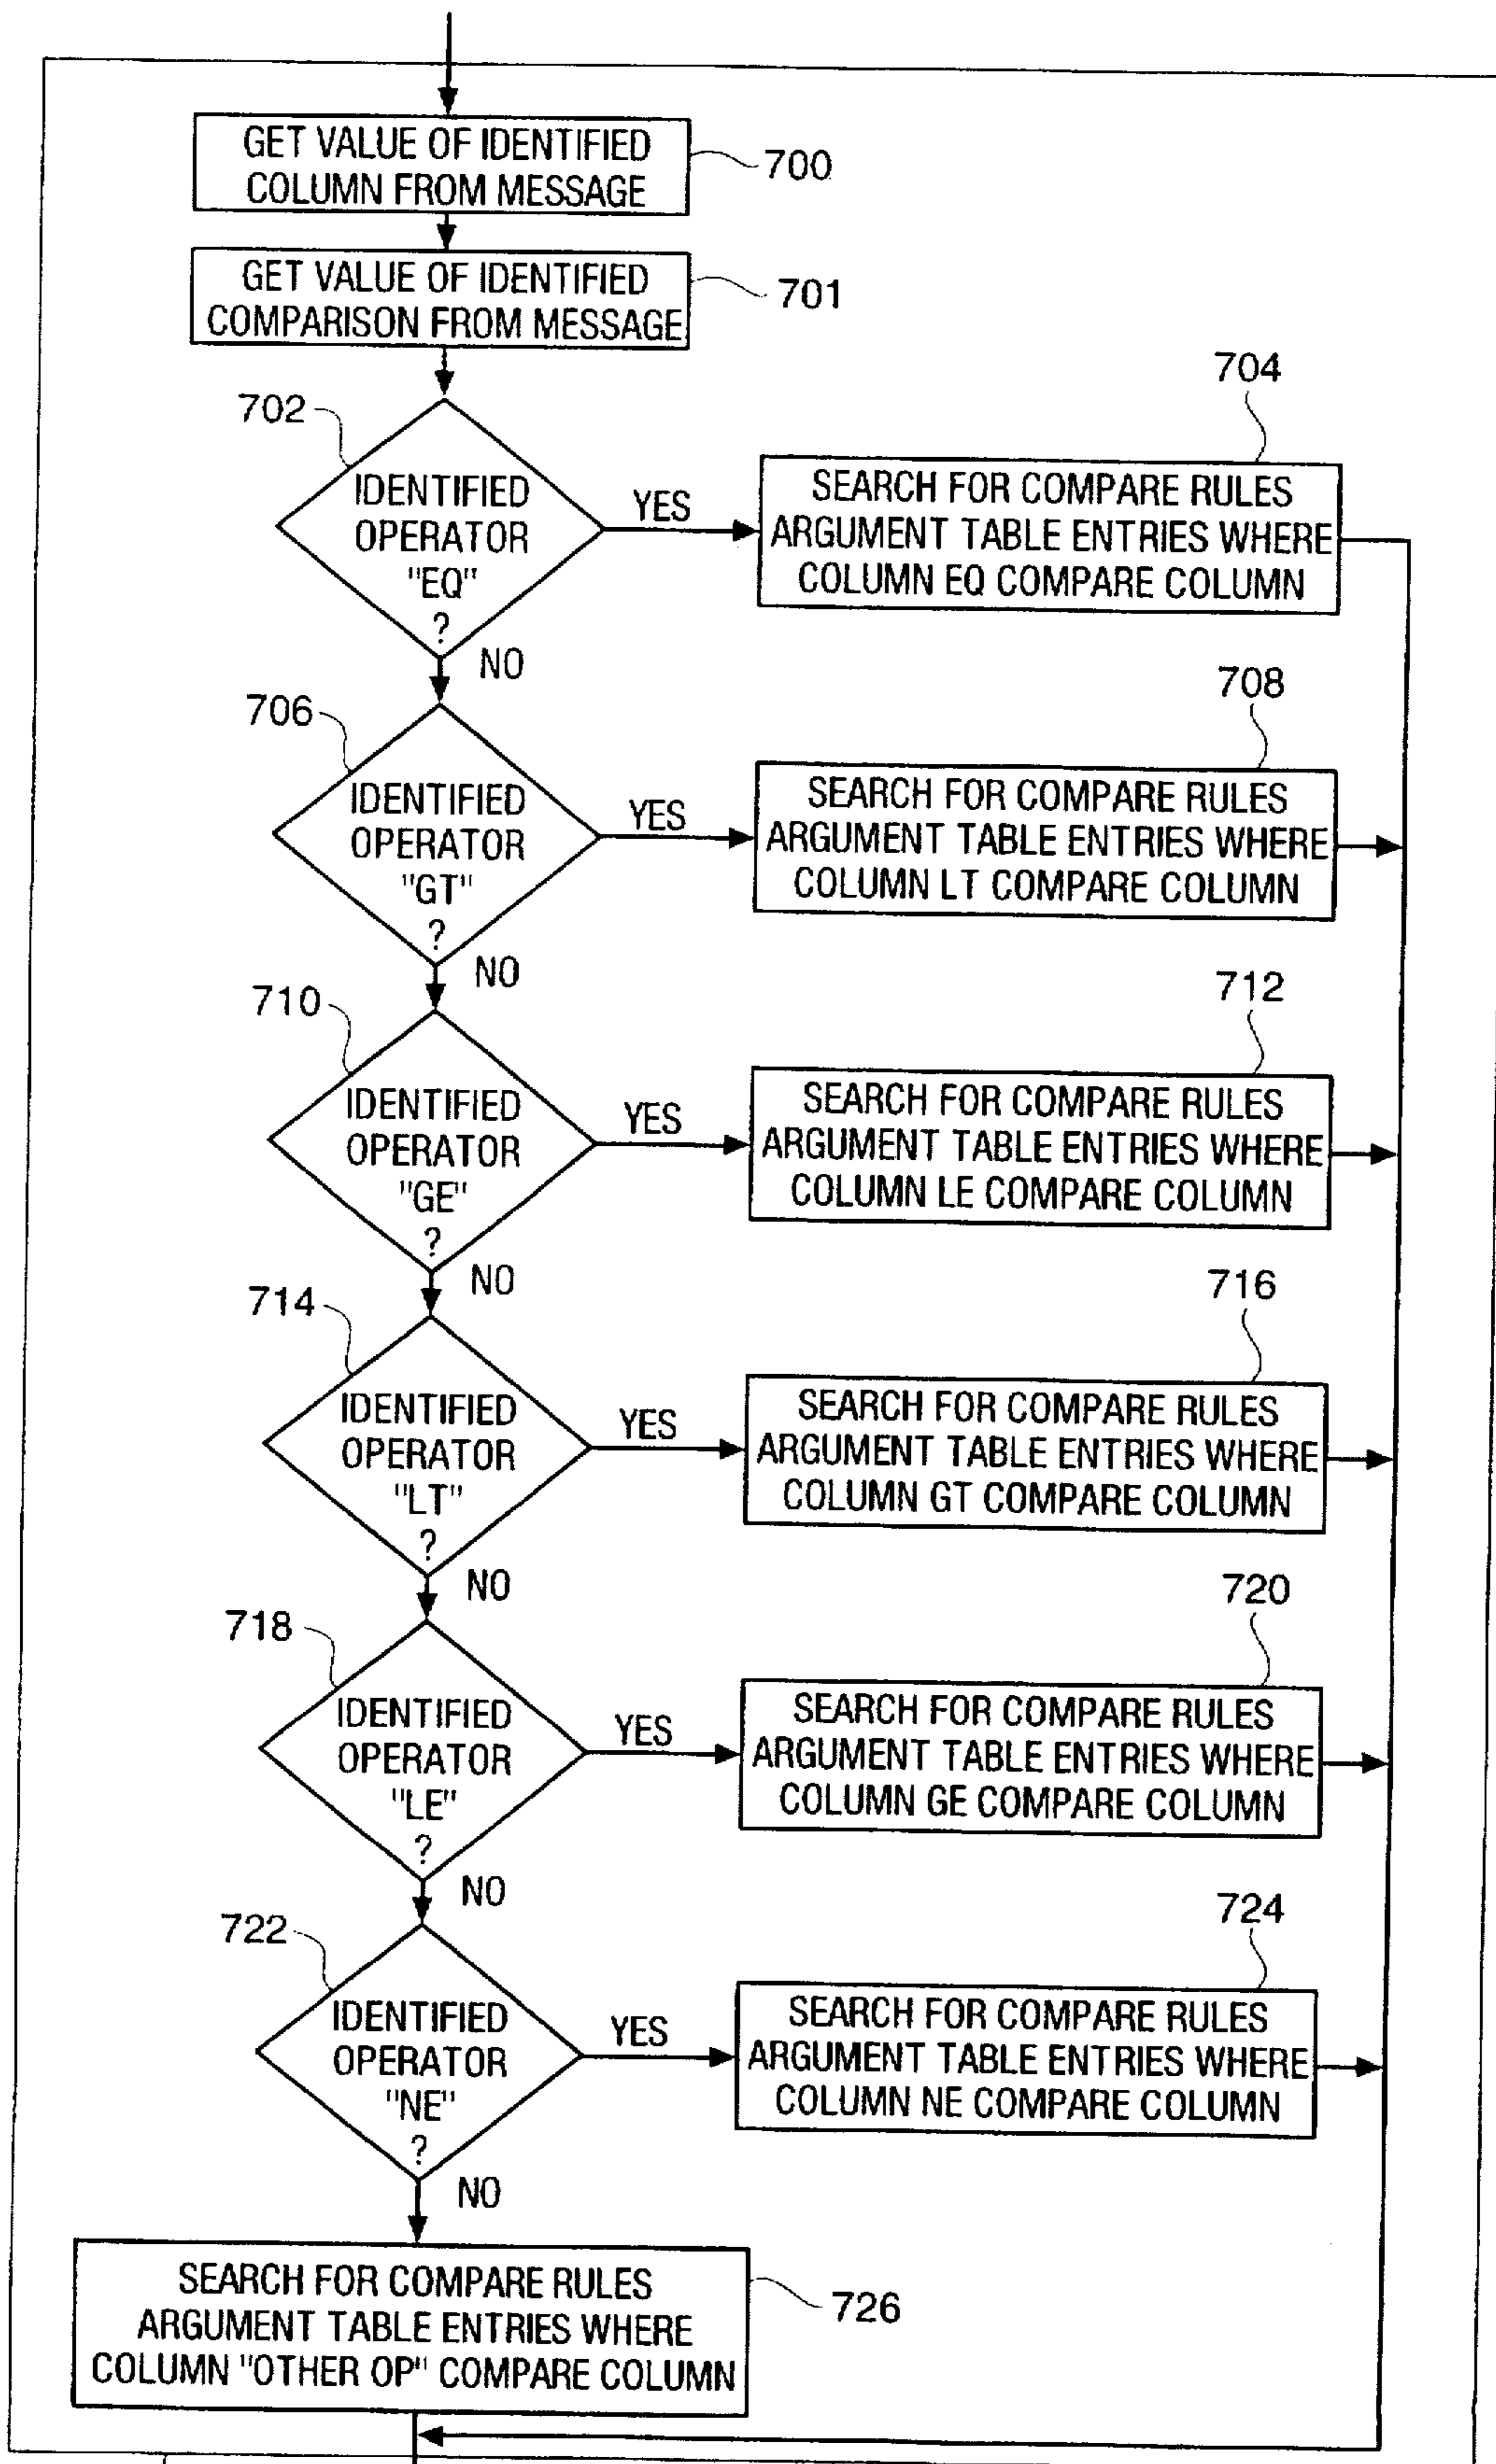 GET VALUE OF IDENTIFIED
COLUMN FROM MESSAGE
700
GET VALUE OF IDENTIFIED
COMPARISON FROM MESSAGE
701
702
IDENTIFIED
OPERATOR
"EQ"
?
YES
NO
704
SEARCH FOR COMPARE RULES
ARGUMENT TABLE ENTRIES WHERE
COLUMN EQ COMPARE COLUMN
706
IDENTIFIED
OPERATOR
"GT"
?
YES
NO
708
SEARCH FOR COMPARE RULES
ARGUMENT TABLE ENTRIES WHERE
COLUMN LT COMPARE COLUMN
710
IDENTIFIED
OPERATOR
"GE"
?
YES
NO
712
SEARCH FOR COMPARE RULES
ARGUMENT TABLE ENTRIES WHERE
COLUMN LE COMPARE COLUMN
714
IDENTIFIED
OPERATOR
"LT"
?
YES
NO
716
SEARCH FOR COMPARE RULES
ARGUMENT TABLE ENTRIES WHERE
COLUMN GT COMPARE COLUMN
718
IDENTIFIED
OPERATOR
"LE"
?
YES
NO
720
SEARCH FOR COMPARE RULES
ARGUMENT TABLE ENTRIES WHERE
COLUMN GE COMPARE COLUMN
722
IDENTIFIED
OPERATOR
"NE"
?
YES
NO
724
SEARCH FOR COMPARE RULES
ARGUMENT TABLE ENTRIES WHERE
COLUMN NE COMPARE COLUMN
SEARCH FOR COMPARE RULES
ARGUMENT TABLE ENTRIES WHERE
COLUMN "OTHER OP" COMPARE COLUMN
726